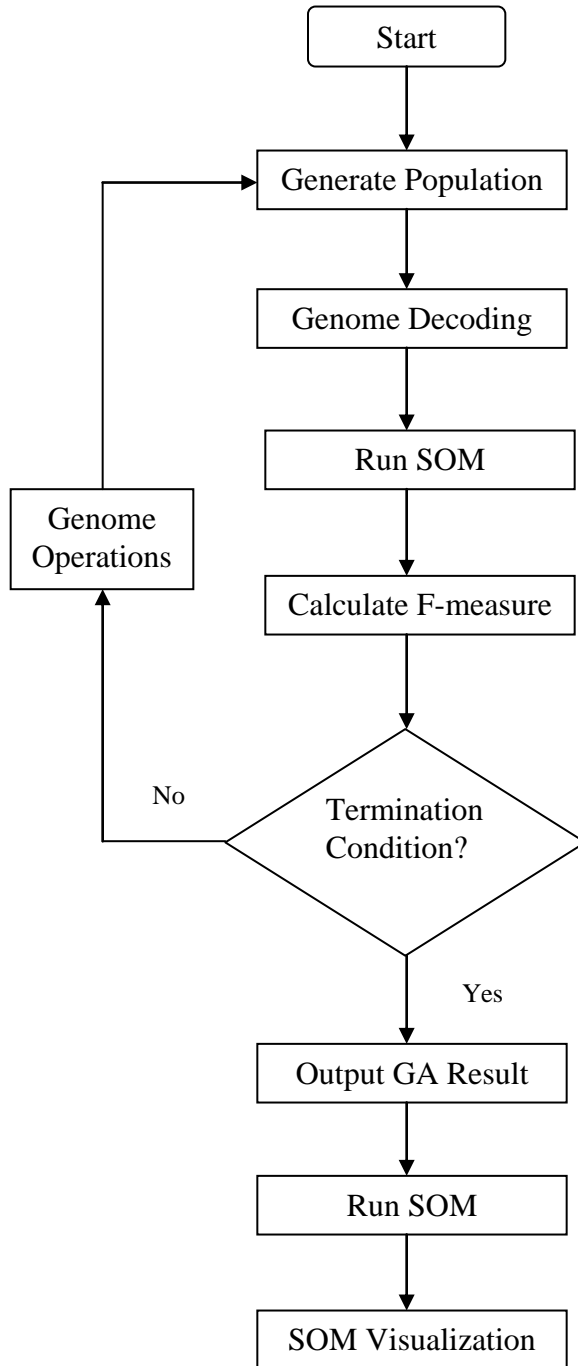 Start
Generate Population
Genome Decoding
Run SOM
Genome
Operations
Calculate F-measure
No
Termination
Condition?
Yes
Output GA Result
Run SOM
SOM Visualization